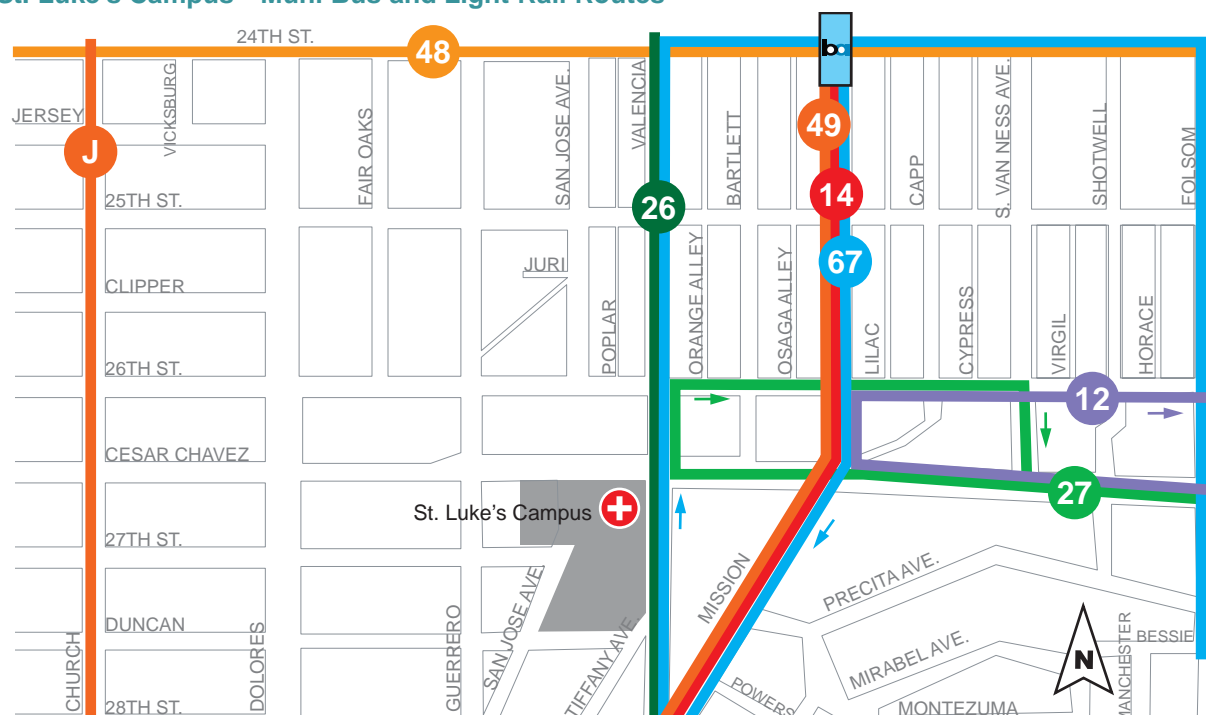 St. Luke's Campus - Muni Bus and Light Rail Routes
24TH ST.
48
b
JERSEY
J
VICKSBURG
FAIR OAKS
SAN JOSE AVE.
VALENCIA
BARTLETT
49
14
67
CAPP
S. VAN NESS AVE.
SHOTWELL
FOLSOM
25TH ST.
26
CLIPPER
JURI
POPLAR
ORANGE ALLEY
OSAGA ALLEY
LILAC
CYPRESS
VIRGIL
HORACE
26TH ST.
12
CESAR CHAVEZ
27
St. Luke's Campus
27TH ST.
MISSION
PRECITA AVE.
DUNCAN
CHURCH
DOLORES
GUERRERO
SAN JOSE AVE.
TIFFANY AVE.
MIRABEL AVE.
N
MANCHESTER
BESSIE
POWERS
MONTEZUMA
28TH ST.